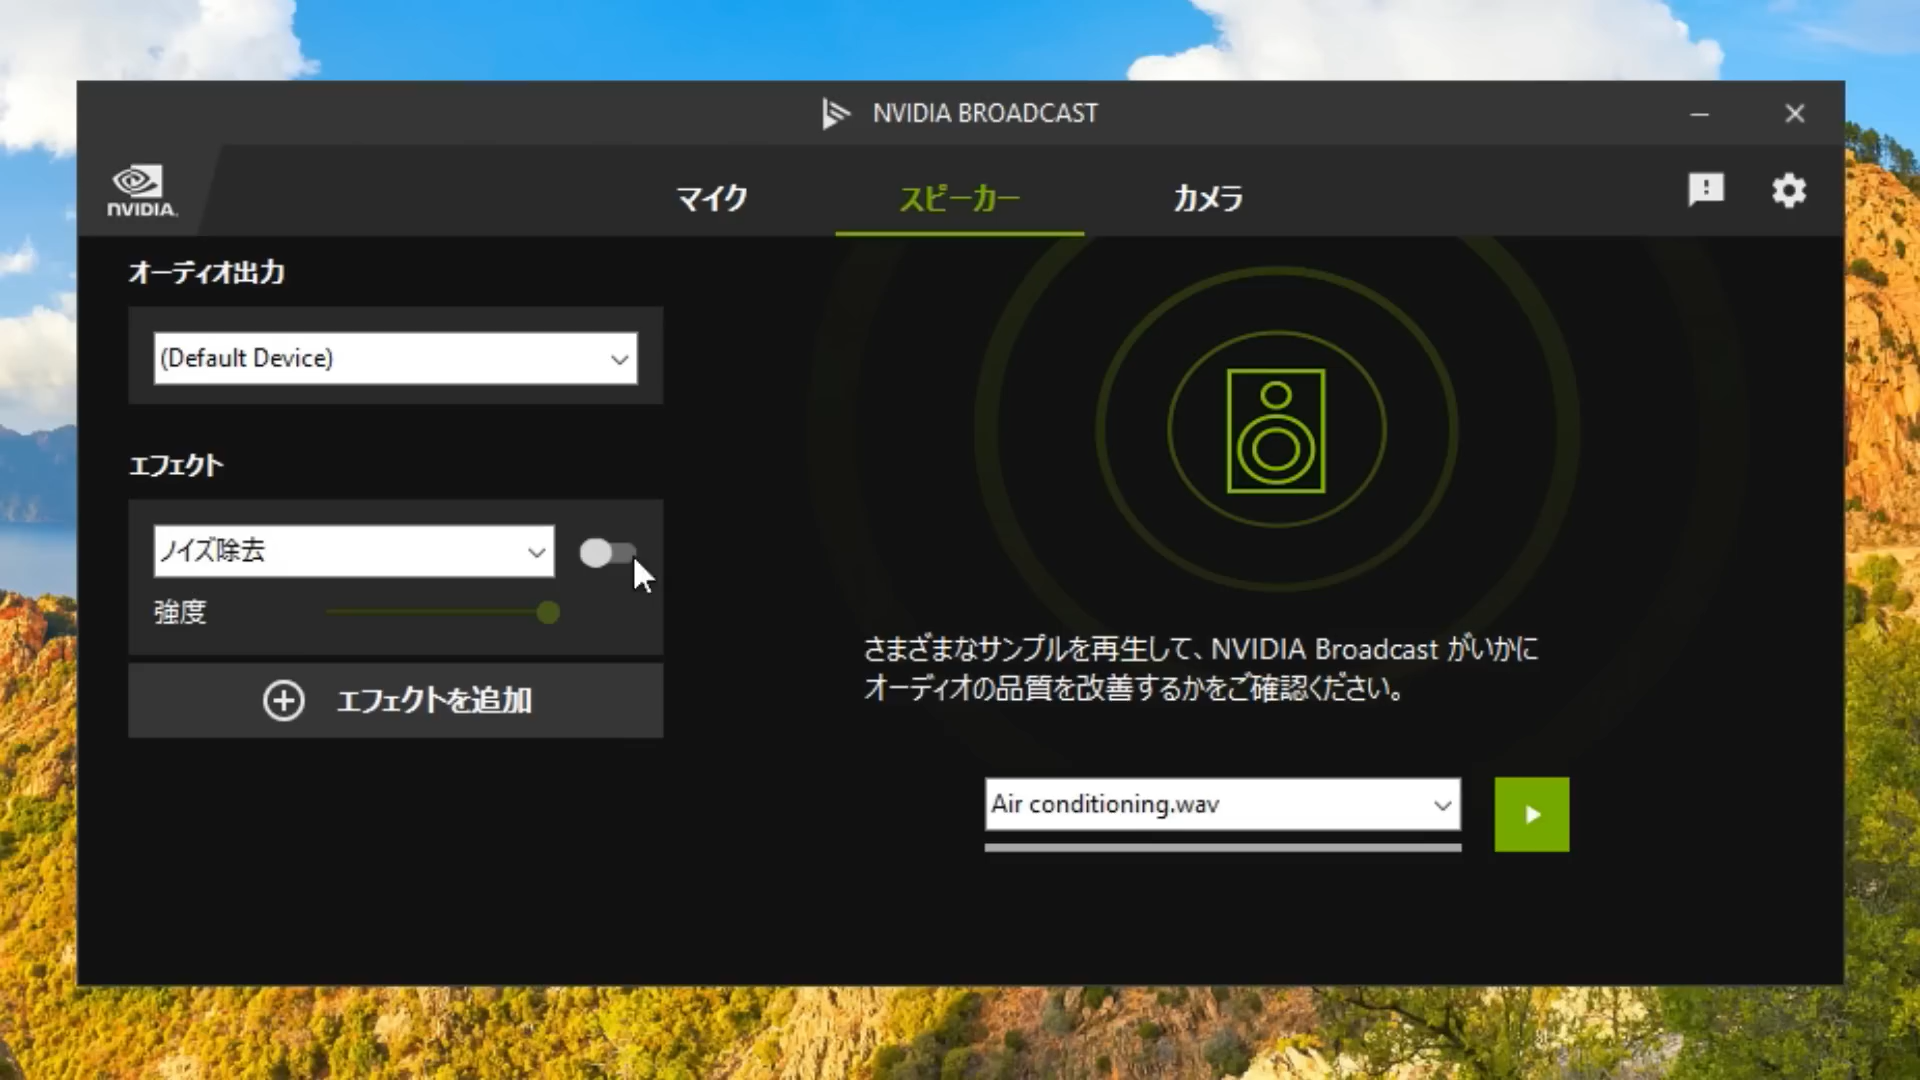 NVIDIA BROADCAST
NVIDIA.
マイク
スピーカー
カメラ
オーディオ出力
(Default Device)
エフェクト
ノイズ除去
強度
エフェクトを追加
さまざまなサンプルを再生して、NVIDIA Broadcast がいかに
オーディオの品質を改善するかをご確認ください。
Air conditioning.wav